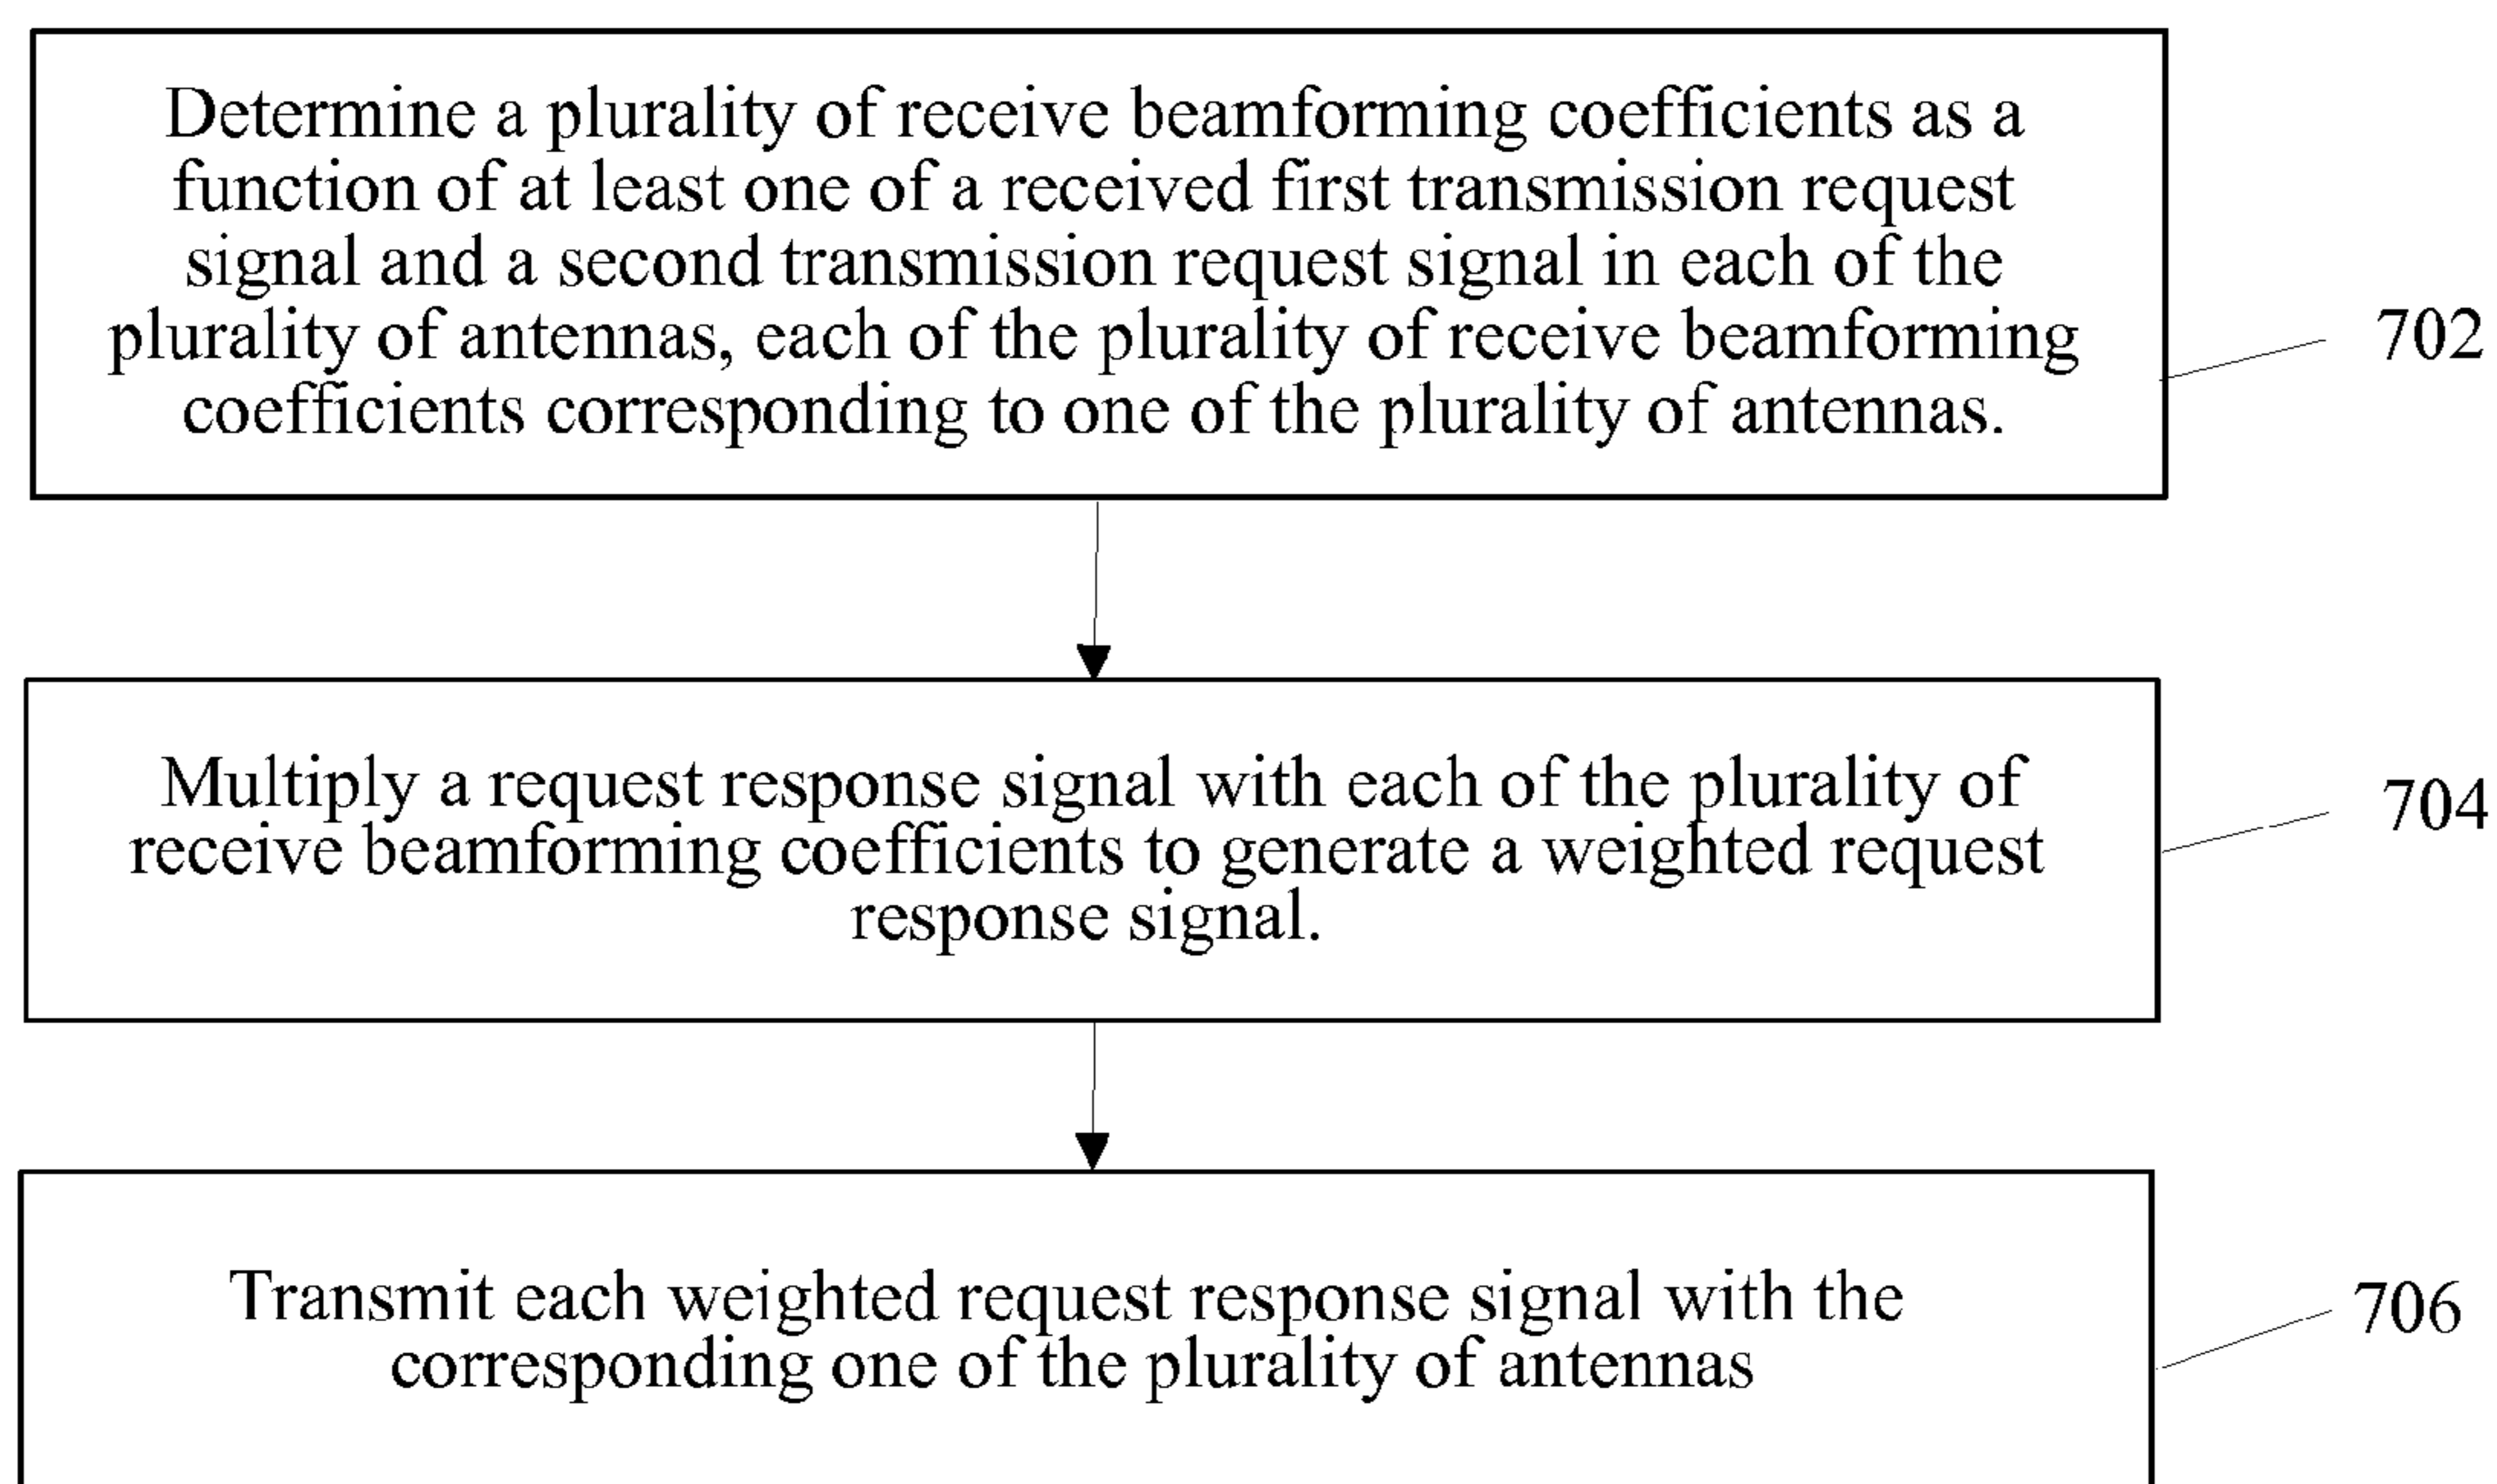 Determine a plurality of receive beamforming coefficients as a
function of at least one of a received first transmission request
signal and a second transmission request signal in each of the
plurality of antennas, each of the plurality of receive beamforming
coefficients corresponding to one of the plurality of antennas.
702
Multiply a request response signal with each of the plurality of
receive beamforming coefficients to generate a weighted request
response signal.
704
Transmit each weighted request response signal with the
corresponding one of the plurality of antennas
706